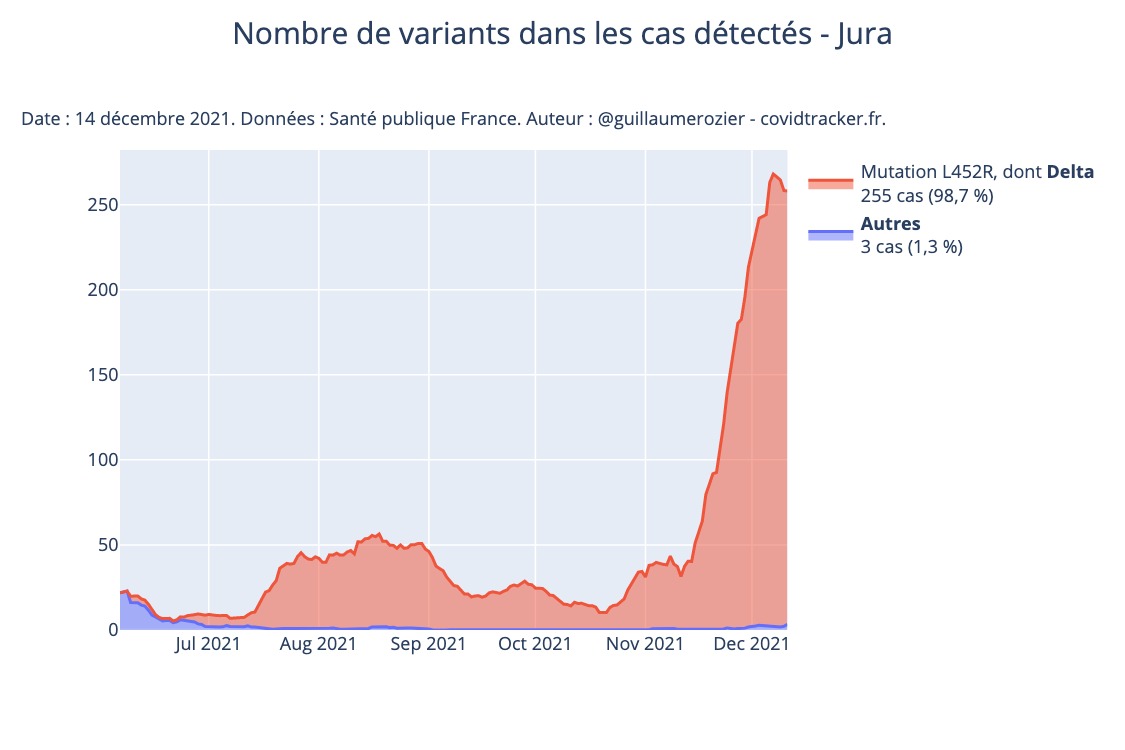 Nombre de variants dans les cas détectés - Jura
Date : 14 décembre 2021. Données : Santé publique France. Auteur : @guillaumerozier - covidtracker.fr.
Mutation L452R, dont Delta
255 cas (98,7 %)
Autres
3 cas (1,3 %)
250
200
150
100
50
0
Jul 2021
Aug 2021
Sep 2021
Oct 2021
Nov 2021
Dec 2021